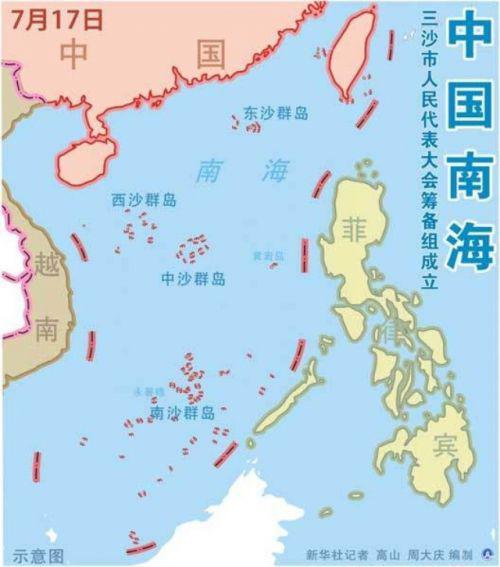 7月17日
中国
中国南海
三沙市人民代表大会筹备组成立
东沙群岛
南海
西沙群岛
黄岩岛
中沙群岛
越南
菲律宾
永暑礁
南沙群岛
示意图
新华社记者 高山 周大庆 编制